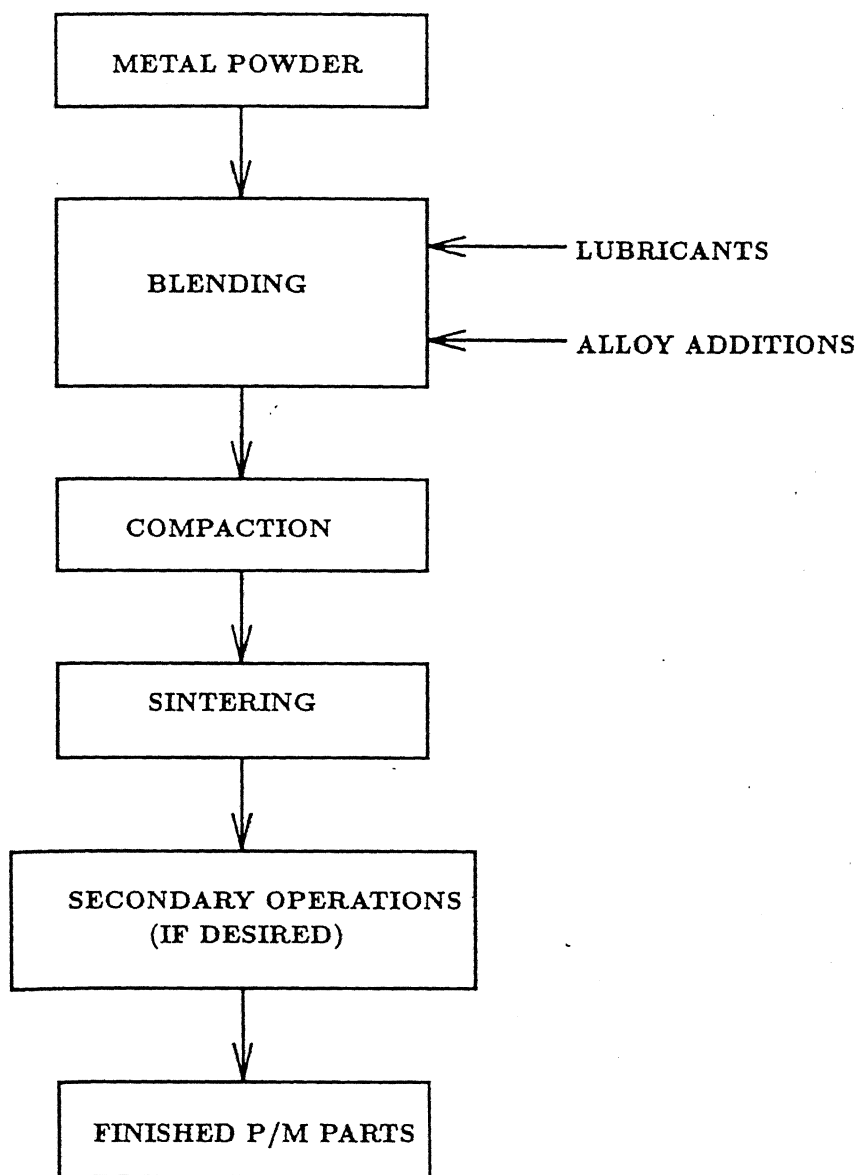 METAL POWDER
BLENDING
LUBRICANTS
ALLOY ADDITIONS
COMPACTION
SINTERING
SECONDARY OPERATIONS
(IF DESIRED)
FINISHED P/M PARTS